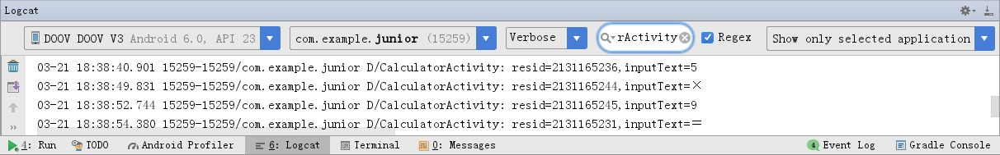 Logcat
DOOV DOOV V3 Android 6.0, API 23 com.example.junior (15259) Verbose rActivity Regex Show only selected application
03-21 18:38:40.901 15259-15259/com.example.junior D/CalculatorActivity: resid=2131165236,inputText=5
03-21 18:38:49.831 15259-15259/com.example.junior D/CalculatorActivity: resid=2131165244,inputText=×
03-21 18:38:52.744 15259-15259/com.example.junior D/CalculatorActivity: resid=2131165245,inputText=9
03-21 18:38:54.380 15259-15259/com.example.junior D/CalculatorActivity: resid=2131165231,inputText==
4: Run TODO Android Profiler 6: Logcat Terminal 0: Messages 4 Event Log Gradle Console